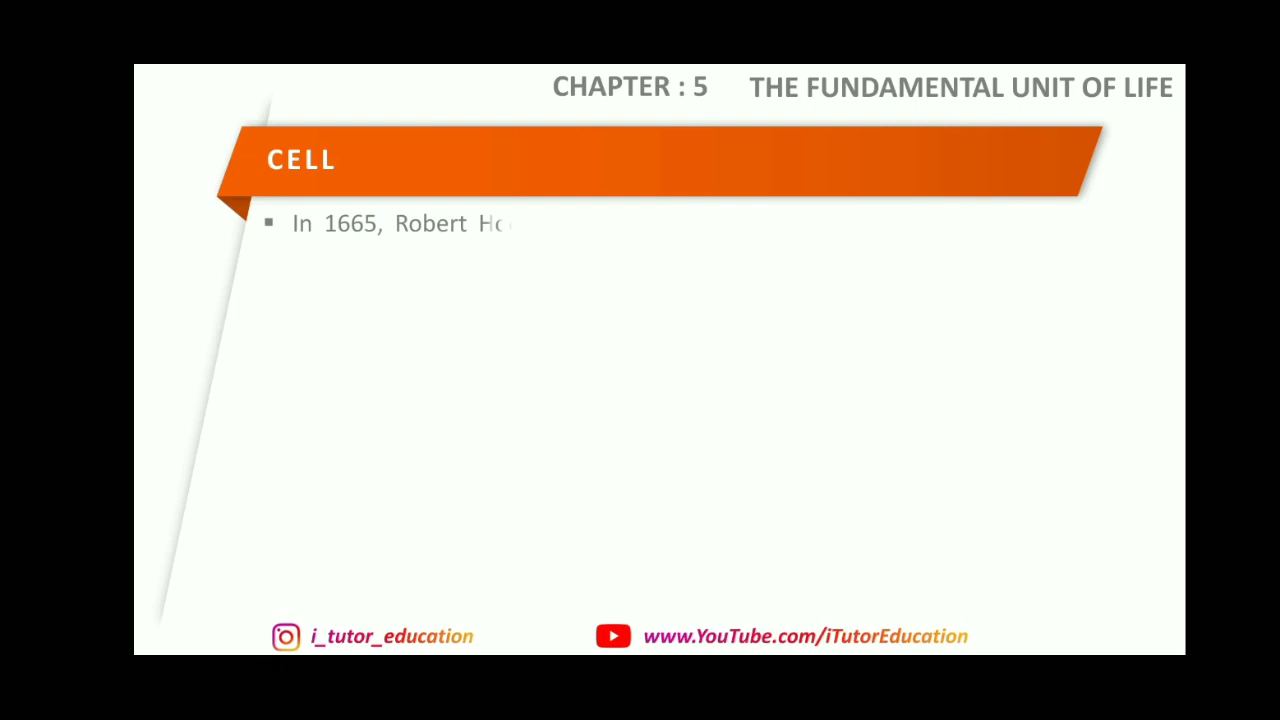 CHAPTER : 5 THE FUNDAMENTAL UNIT OF LIFE
CELL
▪ In 1665, Robert
i_tutor_education www.YouTube.com/iTutorEducation